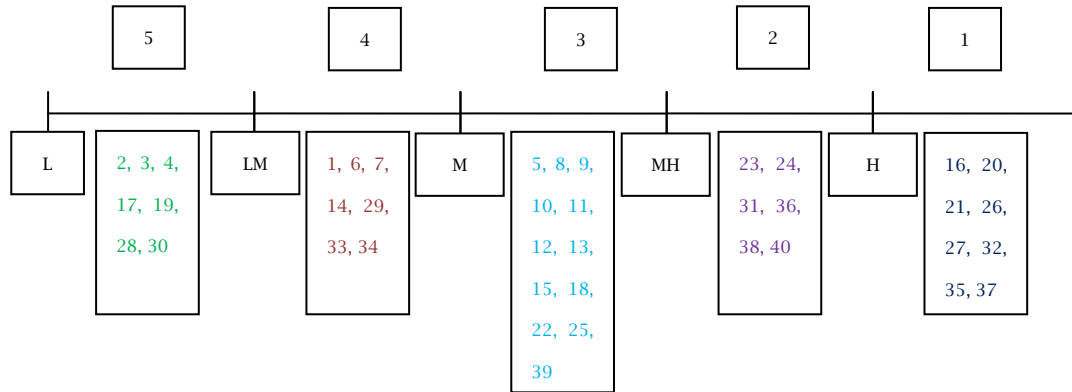 5
4
3
2
1
L
2, 3, 4,
17, 19,
28, 30
LM
1, 6, 7,
14, 29,
33, 34
M
5, 8, 9,
10, 11,
12, 13,
15, 18,
22, 25,
39
MH
23, 24,
31, 36,
38, 40
H
16, 20,
21, 26,
27, 32,
35, 37